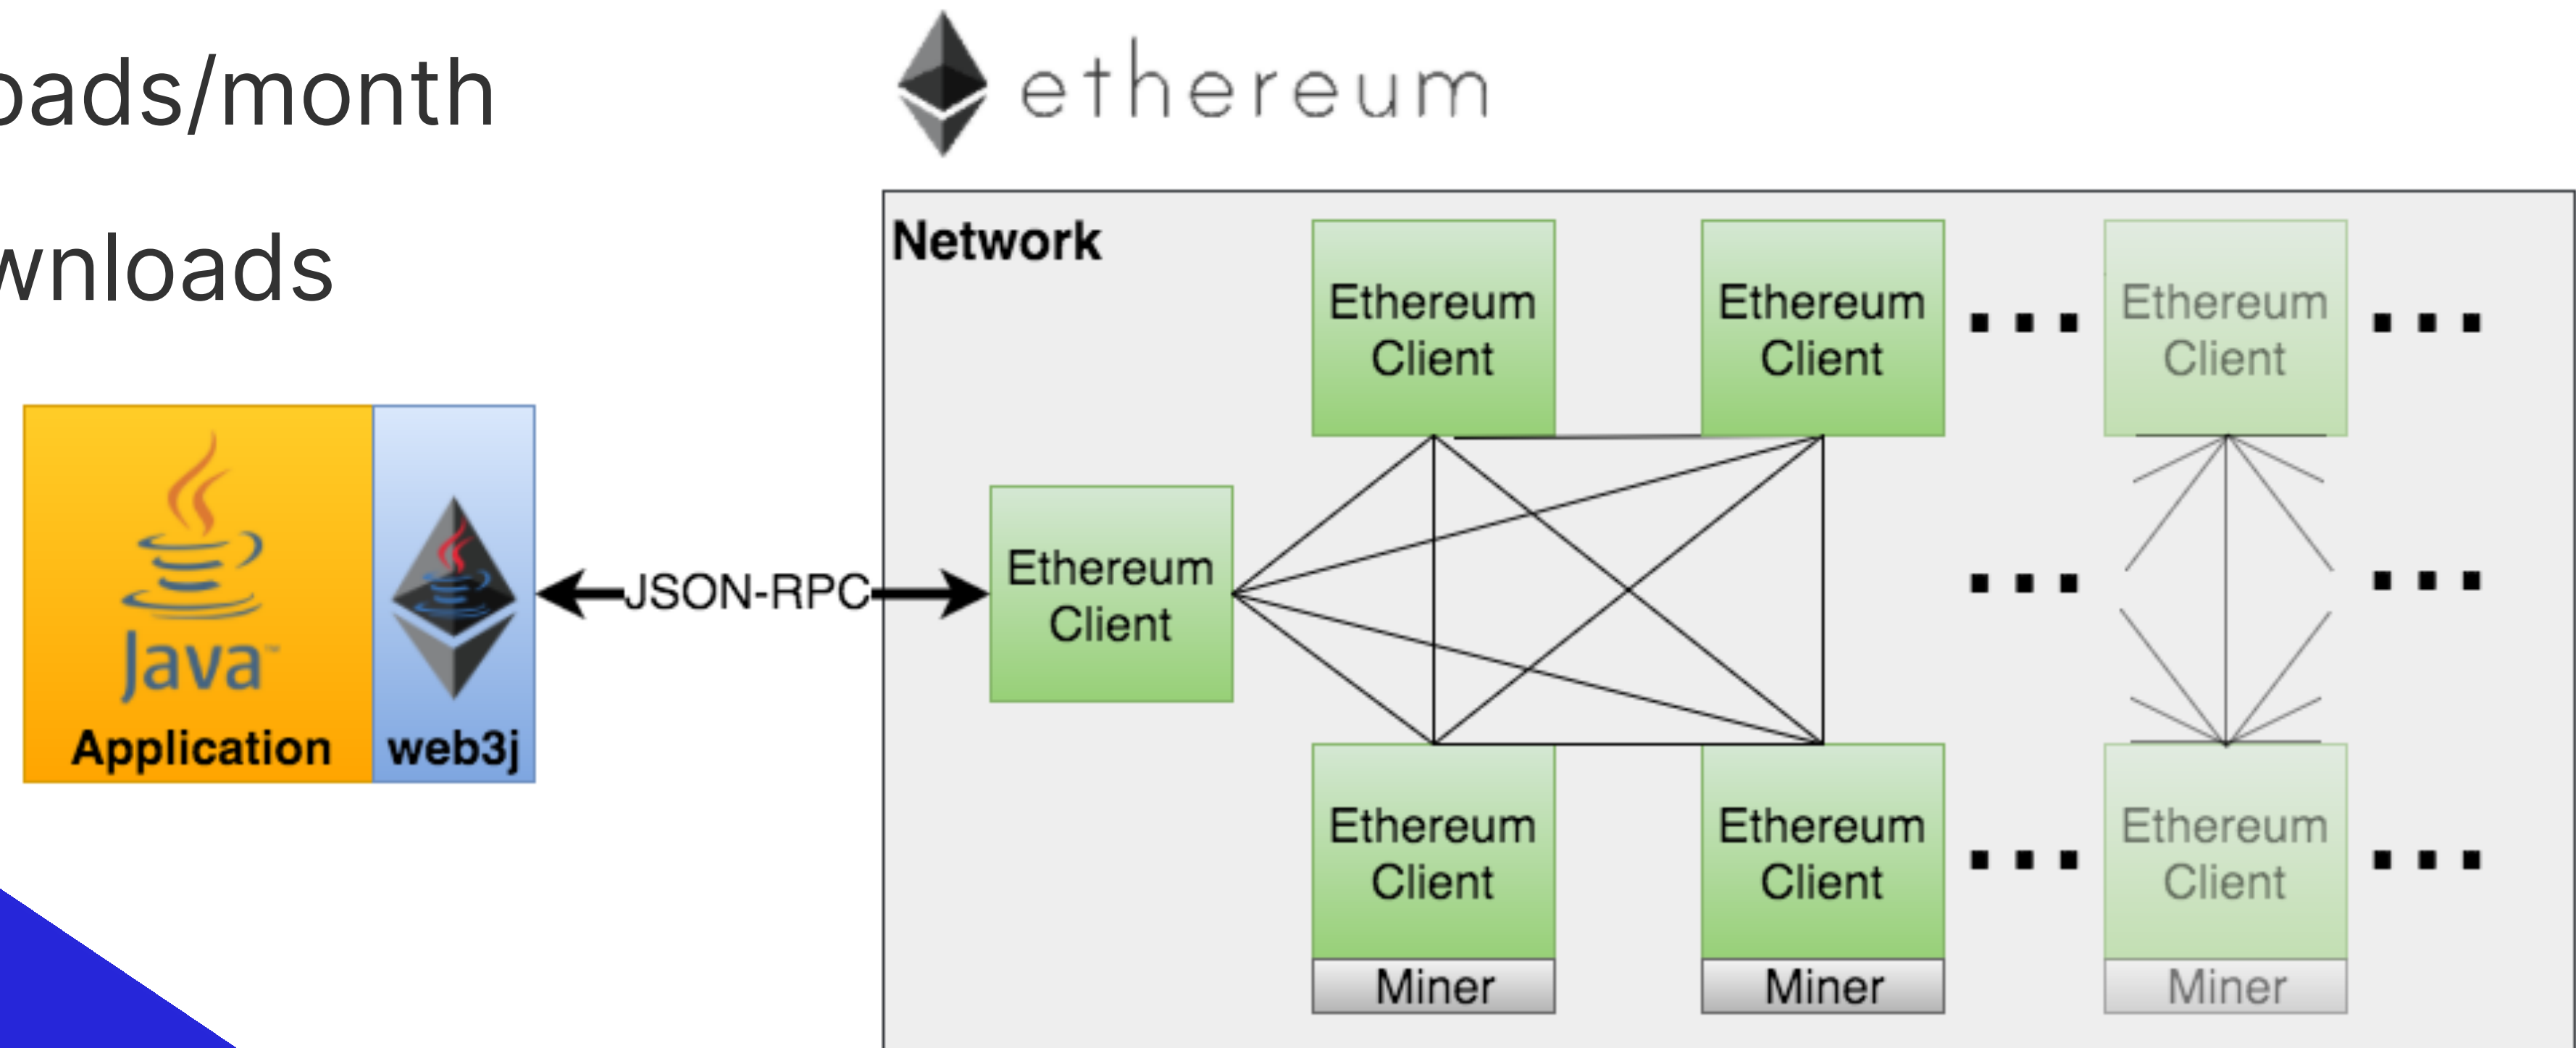 oads/month
wnloads
ethereum
Network
Ethereum
Client
Ethereum
Client
Ethereum
Client
Java™
Application
web3j
JSON-RPC
Ethereum
Client
Ethereum
Client
Miner
Ethereum
Client
Miner
Ethereum
Client
Miner